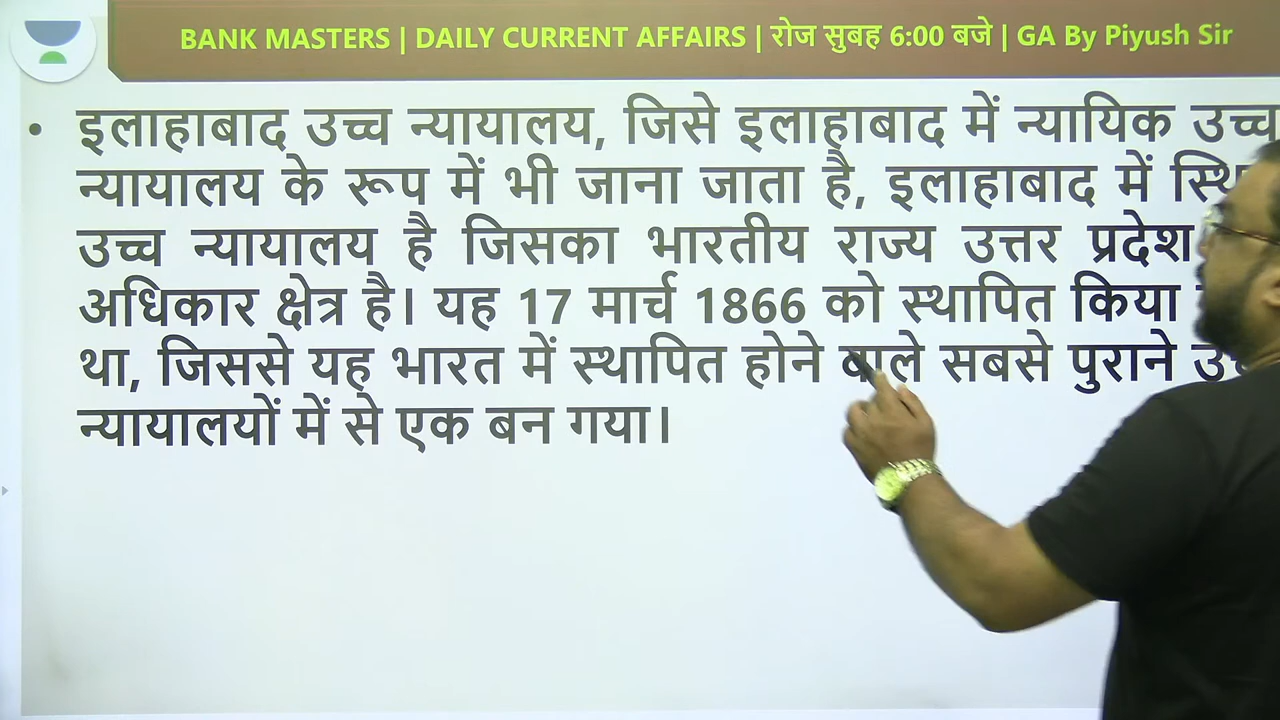 BANK MASTERS | DAILY CURRENT AFFAIRS | रोज सुबह 6:00 बजे | GA By Piyush Sir
• इलाहाबाद उच्च न्यायालय, जिसे इलाहाबाद में न्यायिक उच्च
न्यायालय के रूप में भी जाना जाता है, इलाहाबाद में
उच्च न्यायालय है जिसका भारतीय राज्य उत्तर प्रदेश
अधिकार क्षेत्र है। यह 17 मार्च 1866 को स्थापित किया
था, जिससे यह भारत में स्थापित होने वाले सबसे पुराने
न्यायालयों में से एक बन गया।